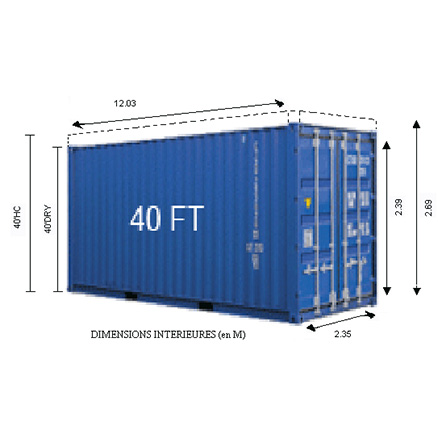 12.03
40'HC
40'DRY
40 FT
2.39
2.69
2.35
DIMENSIONS INTERIEURES (en M)